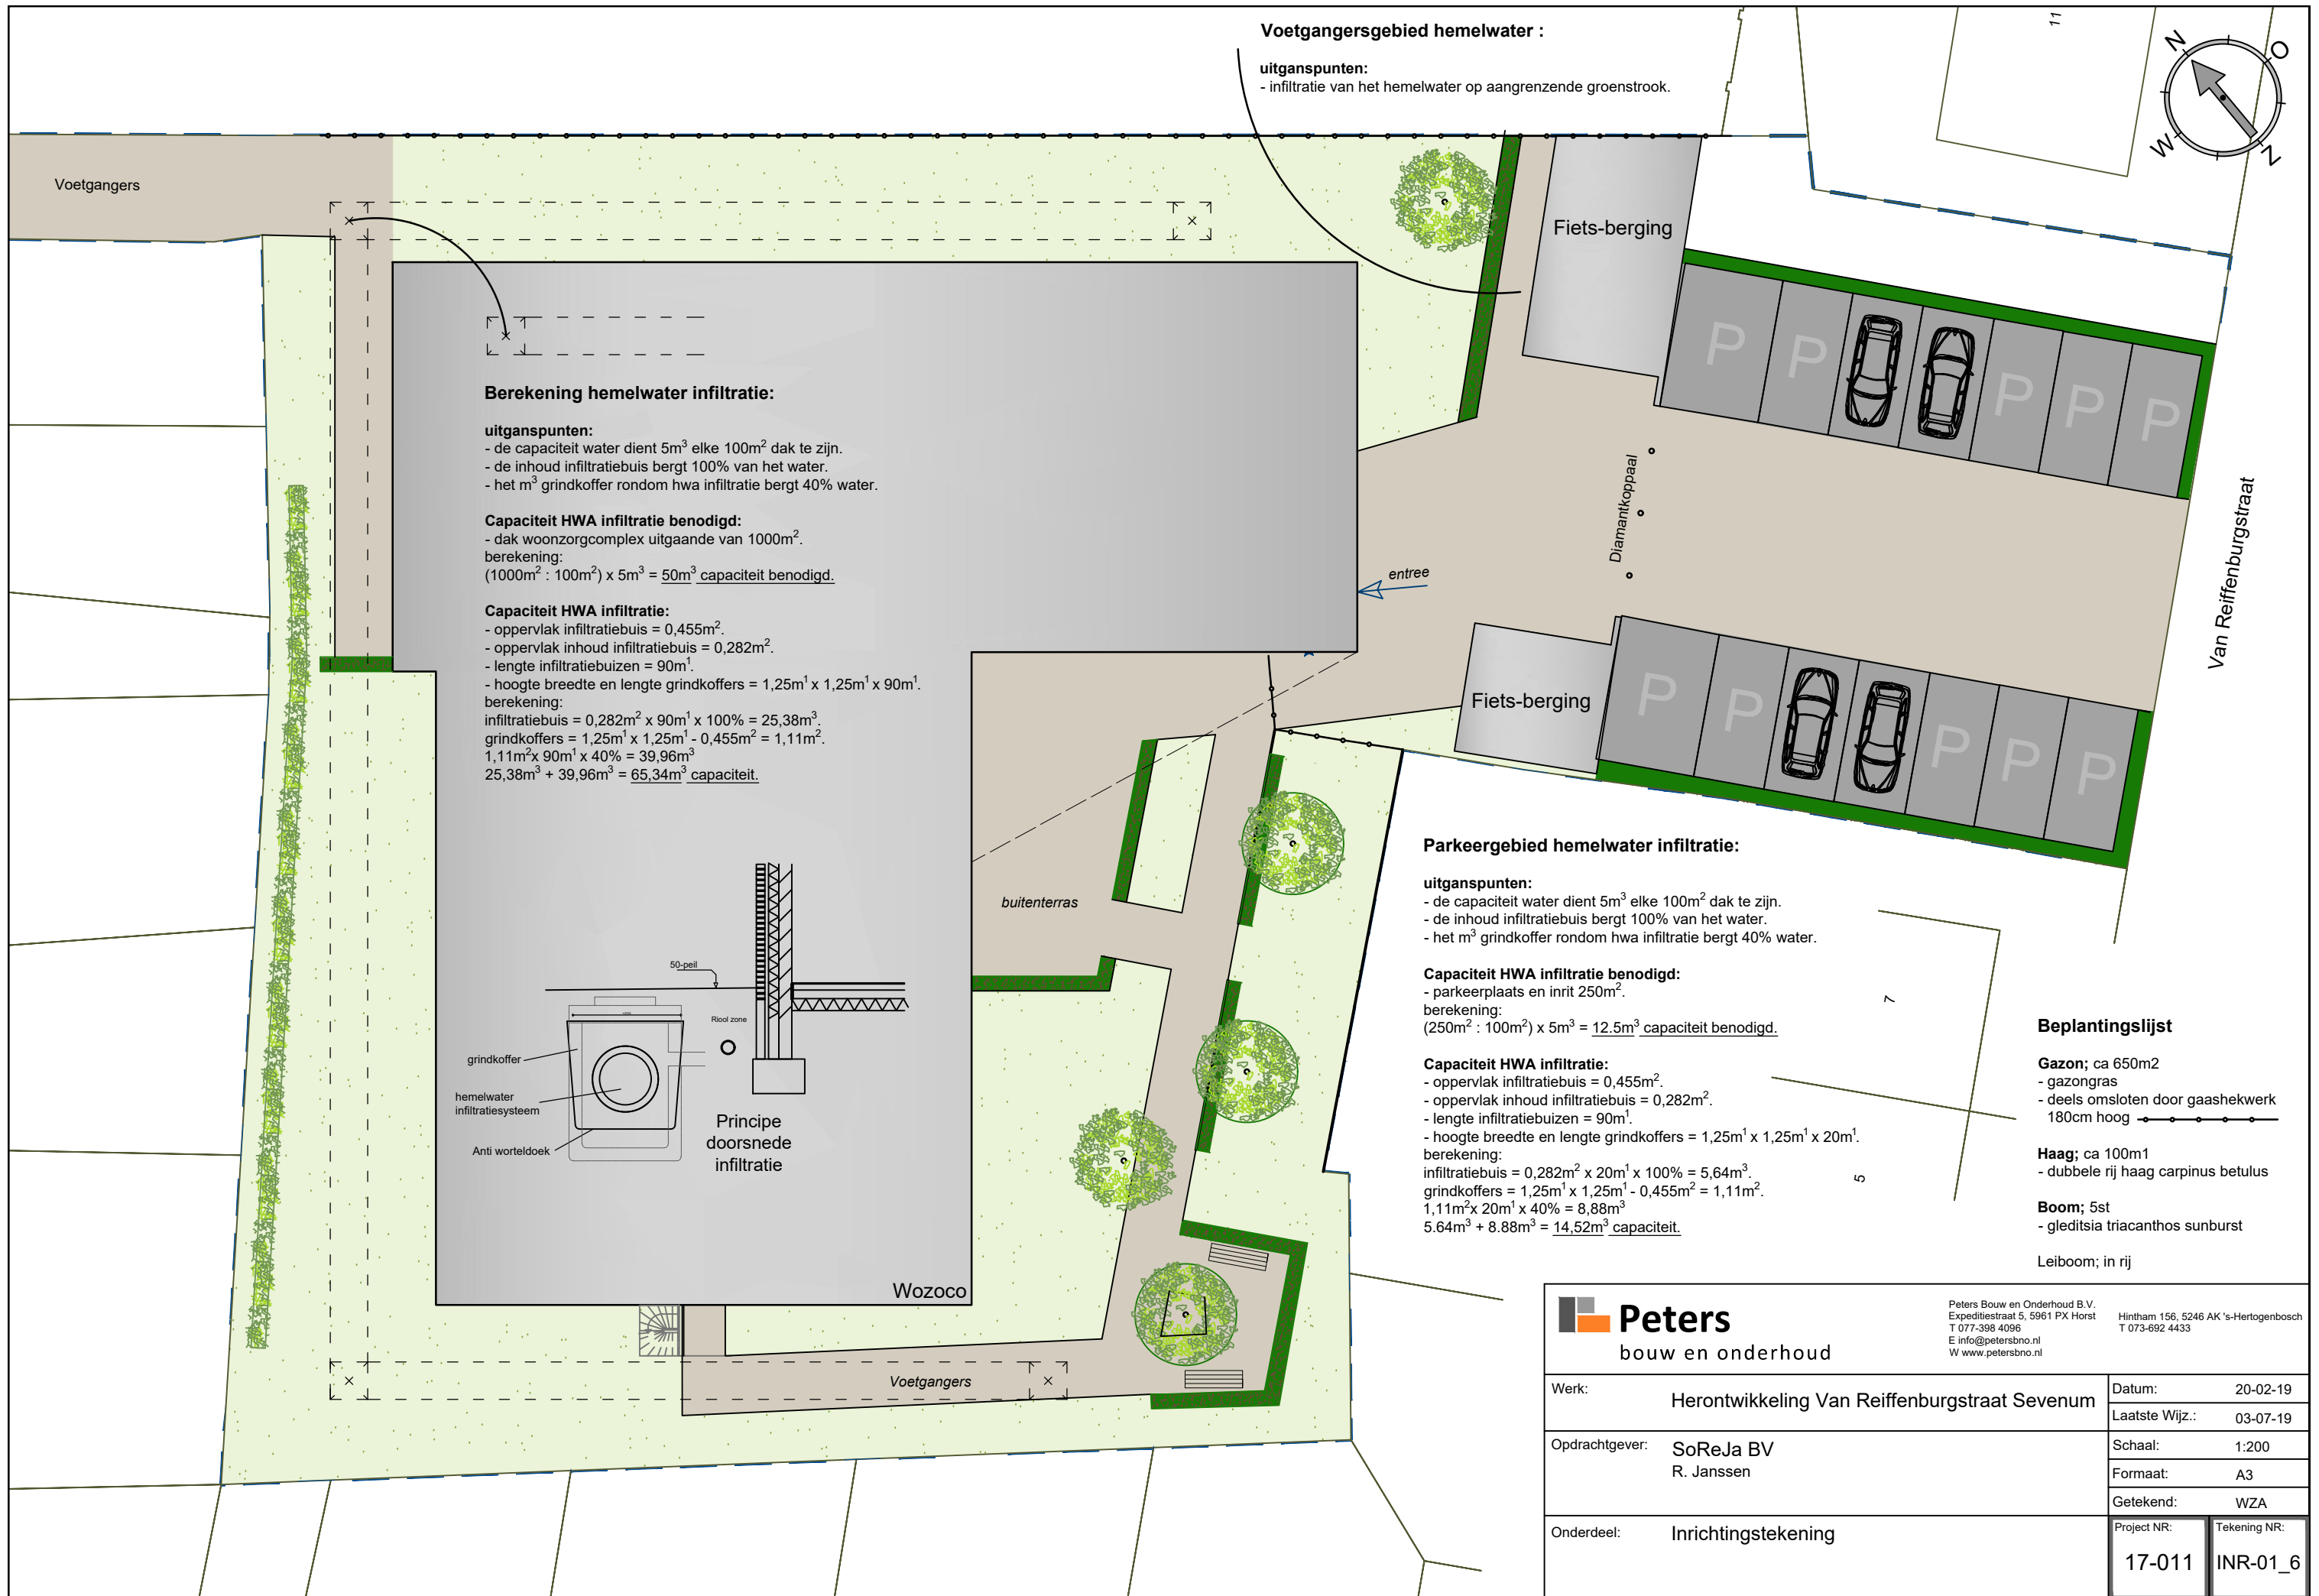 Voetgangersgebied hemelwater :
uitganspunten:
- infiltratie van het hemelwater op aangrenzende groenstrook.
11
N
O
W
Z
Voetgangers
Fiets-berging
P
P
P
P
P
Berekening hemelwater infiltratie:
uitganspunten:
- de capaciteit water dient 5m³ elke 100m² dak te zijn.
- de inhoud infiltratiebuis bergt 100% van het water.
- het m³ grindkoffer rondom hwa infiltratie bergt 40% water.
Capaciteit HWA infiltratie benodigd:
- dak woonzorgcomplex uitgaande van 1000m².
berekening:
(1000m² : 100m²) x 5m³ = 50m³ capaciteit benodigd.
Capaciteit HWA infiltratie:
- oppervlak infiltratiebuis = 0,455m².
- oppervlak inhoud infiltratiebuis = 0,282m².
- lengte infiltratiebuizen = 90m¹.
- hoogte breedte en lengte grindkoffers = 1,25m¹ x 1,25m¹ x 90m¹.
berekening:
infiltratiebuis = 0,282m² x 90m¹ x 100% = 25,38m³.
grindkoffers = 1,25m¹ x 1,25m¹ - 0,455m² = 1,11m².
1,11m²x 90m¹ x 40% = 39,96m³
25,38m³ + 39,96m³ = 65,34m³ capaciteit.
Diamantkoppaal
entree
Van Reiffenburgstraat
Fiets-berging
P
P
P
P
P
buitenterras
50-peil
Riool zone
grindkoffer
hemelwater
infiltratiesysteem
Anti worteldoek
Principe
doorsnede
infiltratie
Wozoco
Voetgangers
Parkeergebied hemelwater infiltratie:
uitganspunten:
- de capaciteit water dient 5m³ elke 100m² dak te zijn.
- de inhoud infiltratiebuis bergt 100% van het water.
- het m³ grindkoffer rondom hwa infiltratie bergt 40% water.
Capaciteit HWA infiltratie benodigd:
- parkeerplaats en inrit 250m².
berekening:
(250m² : 100m²) x 5m³ = 12.5m³ capaciteit benodigd.
Capaciteit HWA infiltratie:
- oppervlak infiltratiebuis = 0,455m².
- oppervlak inhoud infiltratiebuis = 0,282m².
- lengte infiltratiebuizen = 90m¹.
- hoogte breedte en lengte grindkoffers = 1,25m¹ x 1,25m¹ x 20m¹.
berekening:
infiltratiebuis = 0,282m² x 20m¹ x 100% = 5,64m³.
grindkoffers = 1,25m¹ x 1,25m¹ - 0,455m² = 1,11m².
1,11m²x 20m¹ x 40% = 8,88m³
5.64m³ + 8.88m³ = 14,52m³ capaciteit.
7
5
Beplantingslijst
Gazon; ca 650m2
- gazongras
- deels omsloten door gaashekwerk
180cm hoog
Haag; ca 100m1
- dubbele rij haag carpinus betulus
Boom; 5st
- gleditsia triacanthos sunburst
Leiboom; in rij
Peters
bouw en onderhoud
Peters Bouw en Onderhoud B.V.
Expeditiestraat 5, 5961 PX Horst
T 077-398 4096
E info@petersbno.nl
W www.petersbno.nl
Hintham 156, 5246 AK 's-Hertogenbosch
T 073-692 4433
Werk: Herontwikkeling Van Reiffenburgstraat Sevenum
Datum: 20-02-19
Laatste Wijz.: 03-07-19
Opdrachtgever: SoReJa BV
R. Janssen
Schaal: 1:200
Formaat: A3
Getekend: WZA
Onderdeel: Inrichtingstekening
Project NR:
17-011
Tekening NR:
INR-01_6